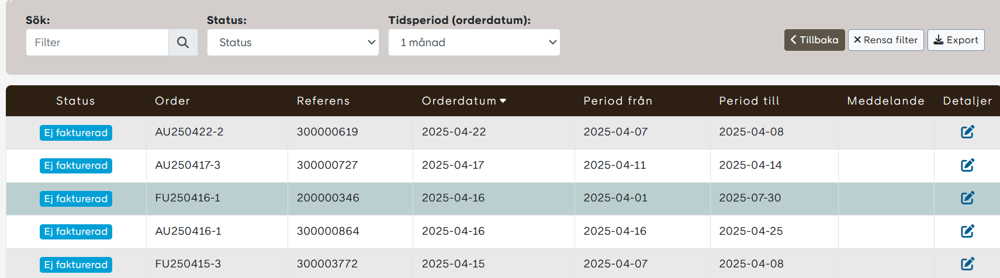 Sök: Status: Tidsperiod (orderdatum):
Filter Status 1 månad Tillbaka Rensa filter Export
Status Order Referens Orderdatum Period från Period till Meddelande Detaljer
Ej fakturerad AU250422-2 300000619 2025-04-22 2025-04-07 2025-04-08
Ej fakturerad AU250417-3 300000727 2025-04-17 2025-04-11 2025-04-14
Ej fakturerad FU250416-1 200000346 2025-04-16 2025-04-01 2025-07-30
Ej fakturerad AU250416-1 300000864 2025-04-16 2025-04-16 2025-04-25
Ej fakturerad FU250415-3 300003772 2025-04-15 2025-04-07 2025-04-08